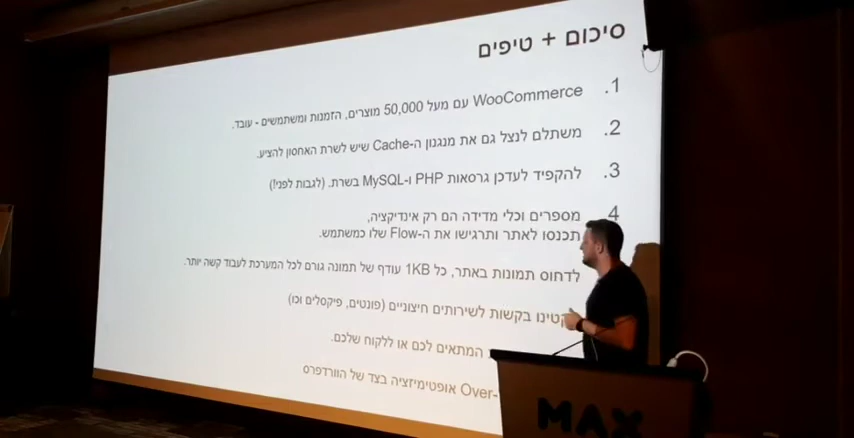 סיכום + טיפים
1. WooCommerce עם מעל 50,000 מוצרים, הזמנות ומשתמשים - עובד.
2. משתלם לנצל גם את מנגנון ה-Cache שיש לשרת האחסון להציע.
3. להקפיד לעדכן גרסאות PHP ו-MySQL בשרת. (לגבות לפני!)
4 מספרים וכלי מדידה הם רק אינדיקציה,
תכנסו לאתר ותרגישו את ה-Flow שלו כמשתמש.
לדחוס תמונות באתר, כל 1KB עודף של תמונה גורם לכל המערכת לעבוד קשה יותר.
בקשות לשירותים חיצוניים (פונטים, פיקסלים וכו)
המתאים לכם או ללקוח שלכם.
Over- אופטימיזציה בצד של הוורדפרס
MAX